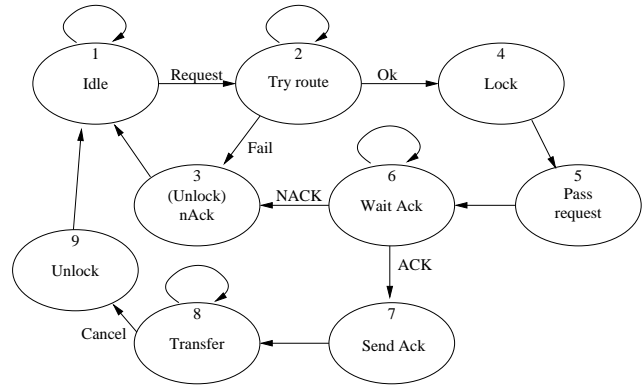 1
Idle
Request
2
Try route
Ok
4
Lock
Fail
3
(Unlock)
nAck
NACK
6
Wait Ack
5
Pass
request
ACK
9
Unlock
Cancel
8
Transfer
7
Send Ack